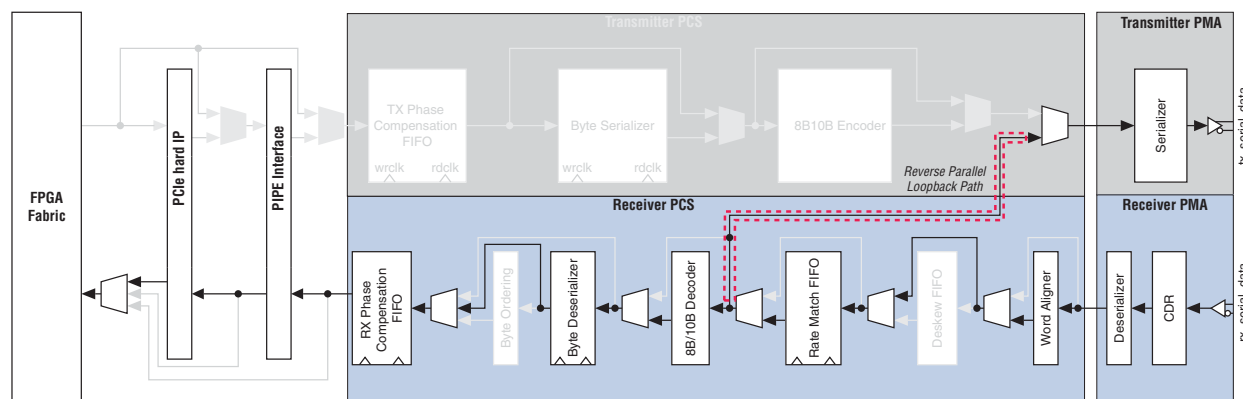 Transmitter PCS
Transmitter PMA
FPGA
Fabric
PCIe hard IP
PIPE Interface
TX Phase
Compensation
FIFO
wrclk
rdclk
Byte Serializer
wrclk
rdclk
8B10B Encoder
Serializer
tx_serial_data
Reverse Parallel
Loopback Path
Receiver PCS
Receiver PMA
RX Phase
Compensation
FIFO
Byte Ordering
Byte Deserializer
8B/10B Decoder
Rate Match FIFO
Deskew FIFO
Word Aligner
Deserializer
CDR
rx_serial_data